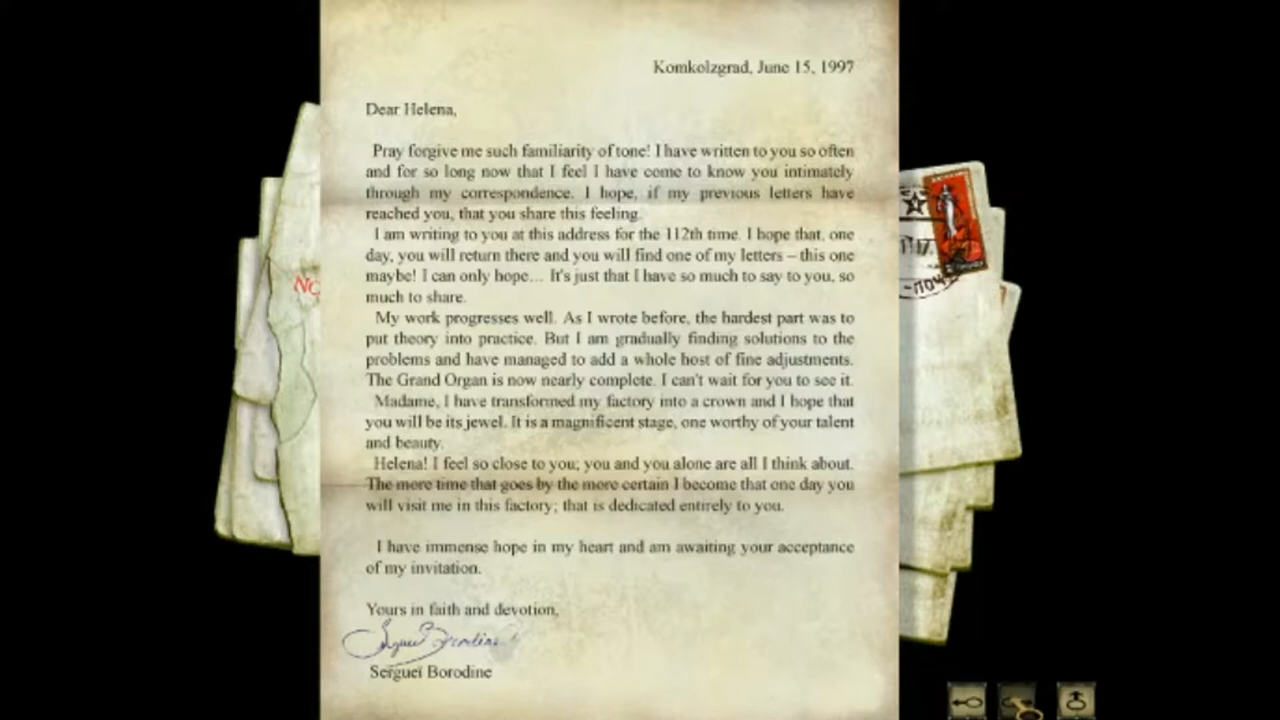 Komkolzgrad, June 15, 1997
Dear Helena,
Pray forgive me such familiarity of tone! I have written to you so often
and for so long now that I feel I have come to know you intimately
through my correspondence. I hope, if my previous letters have
reached you, that you share this feeling.
I am writing to you at this address for the 112th time. I hope that, one
day, you will return there and you will find one of my letters – this one
maybe! I can only hope... It's just that I have so much to say to you, so
much to share.
My work progresses well. As I wrote before, the hardest part was to
put theory into practice. But I am gradually finding solutions to the
problems and have managed to add a whole host of fine adjustments.
The Grand Organ is now nearly complete. I can't wait for you to see it.
Madame, I have transformed my factory into a crown and I hope that
you will be its jewel. It is a magnificent stage, one worthy of your talent
and beauty.
Helena! I feel so close to you; you and you alone are all I think about.
The more time that goes by the more certain I become that one day you
will visit me in this factory; that is dedicated entirely to you.
I have immense hope in my heart and am awaiting your acceptance
of my invitation.
Yours in faith and devotion,
Serguei Borodine
Serguei Borodine
NO